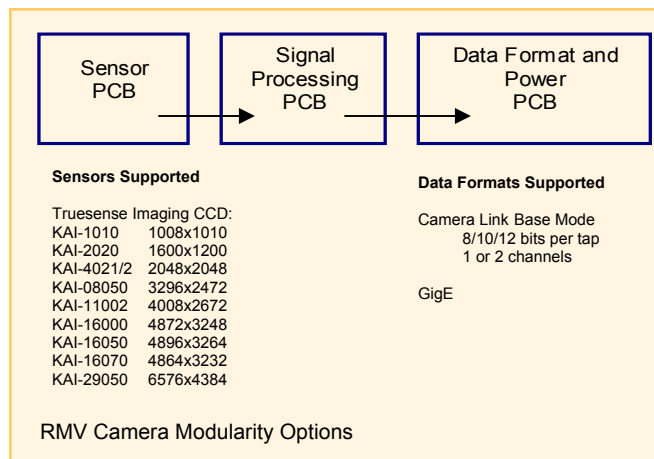 Sensor
PCB
Signal
Processing
PCB
Data Format and
Power
PCB
Sensors Supported
Truesense Imaging CCD:
KAI-1010 1008x1010
KAI-2020 1600x1200
KAI-4021/2 2048x2048
KAI-08050 3296x2472
KAI-11002 4008x2672
KAI-16000 4872x3248
KAI-16050 4896x3264
KAI-16070 4864x3232
KAI-29050 6576x4384
Data Formats Supported
Camera Link Base Mode
8/10/12 bits per tap
1 or 2 channels
GigE
RMV Camera Modularity Options